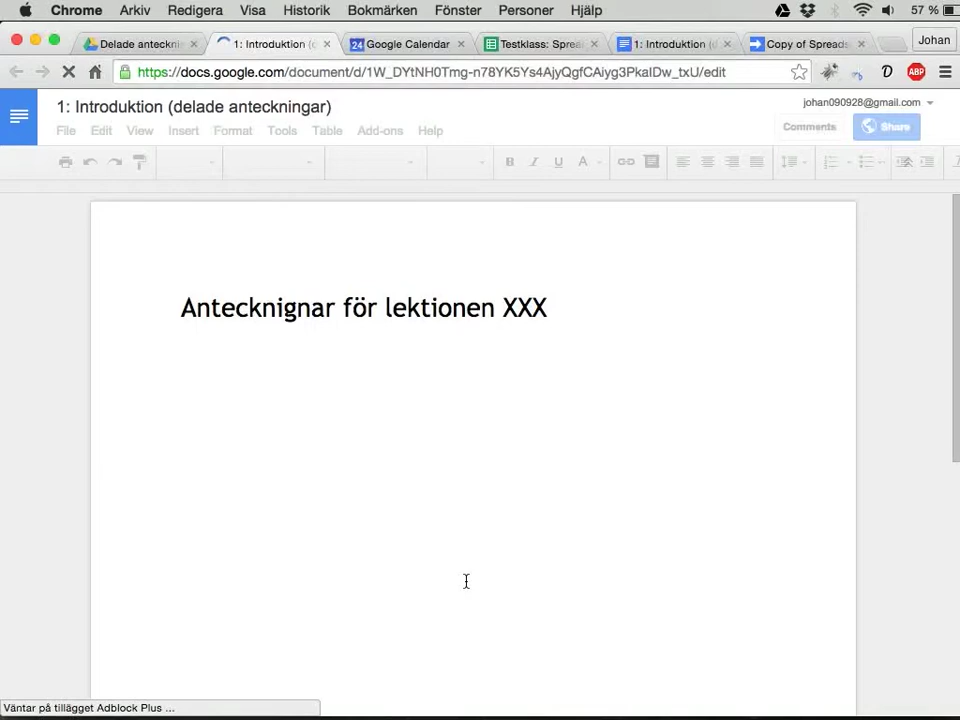 Chrome Arkiv Redigera Visa Historik Bokmärken Fönster Personer Hjälp 57 %
Delade anteckni 1: Introduktion ( Google Calendar Testklass: Sprea 1: Introduktion (d Copy of Spreads Johan
https://docs.google.com/document/d/1W_DYtNH0Tmg-n78YK5Ys4AjyQgfCAiyg3PkaIDw_txU/edit D ABP
1: Introduktion (delade anteckningar) johan090928@gmail.com
File Edit View Insert Format Tools Table Add-ons Help Comments Share
B I U A
Antecknignar för lektionen XXX
Väntar på tillägget Adblock Plus ...